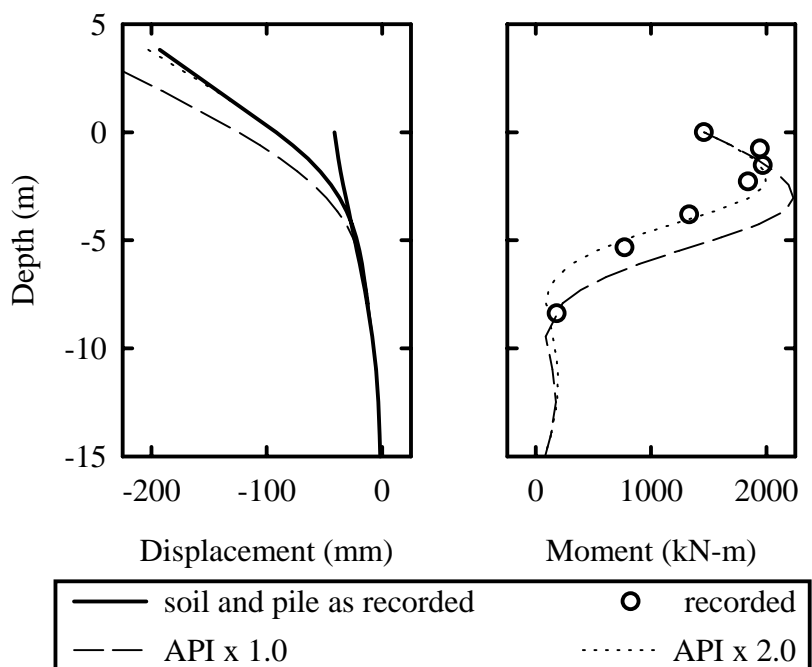 5
0
-5
-10
-15
Depth (m)
-200 -100 0
0 1000 2000
Displacement (mm)
Moment (kN-m)
soil and pile as recorded
recorded
API x 1.0
API x 2.0